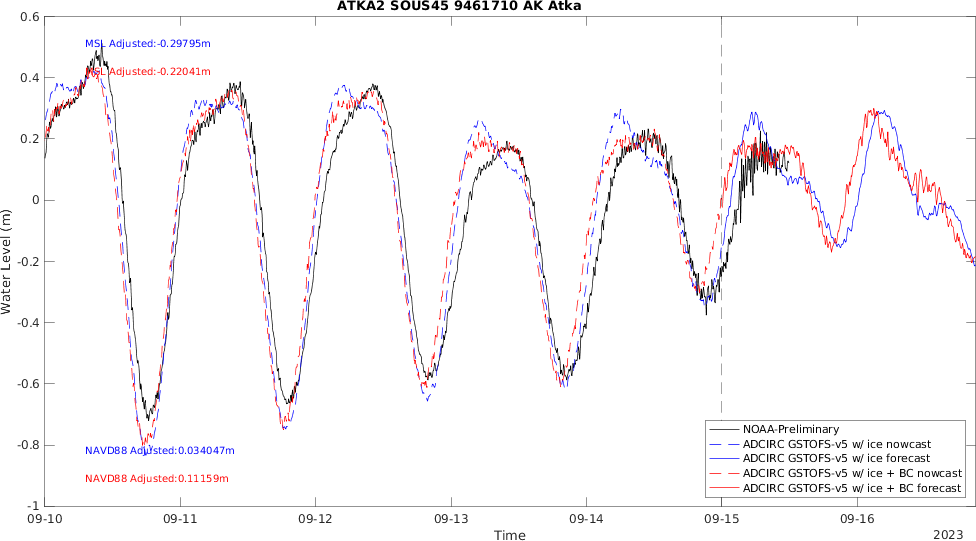 ATKA2 SOUS45 9461710 AK Atka
0.6
MSL Adjusted:-0.29795m
MSL Adjusted:-0.22041m
0.4
0.2
0
-0.2
-0.4
-0.6
-0.8
-1
Water Level (m)
NAVD88 Adjusted:0.034047m
NAVD88 Adjusted:0.11159m
NOAA-Preliminary
ADCIRC GSTOFS-v5 w/ ice nowcast
ADCIRC GSTOFS-v5 w/ ice forecast
ADCIRC GSTOFS-v5 w/ ice + BC nowcast
ADCIRC GSTOFS-v5 w/ ice + BC forecast
09-10 09-11 09-12 09-13 09-14 09-15 09-16
Time
2023